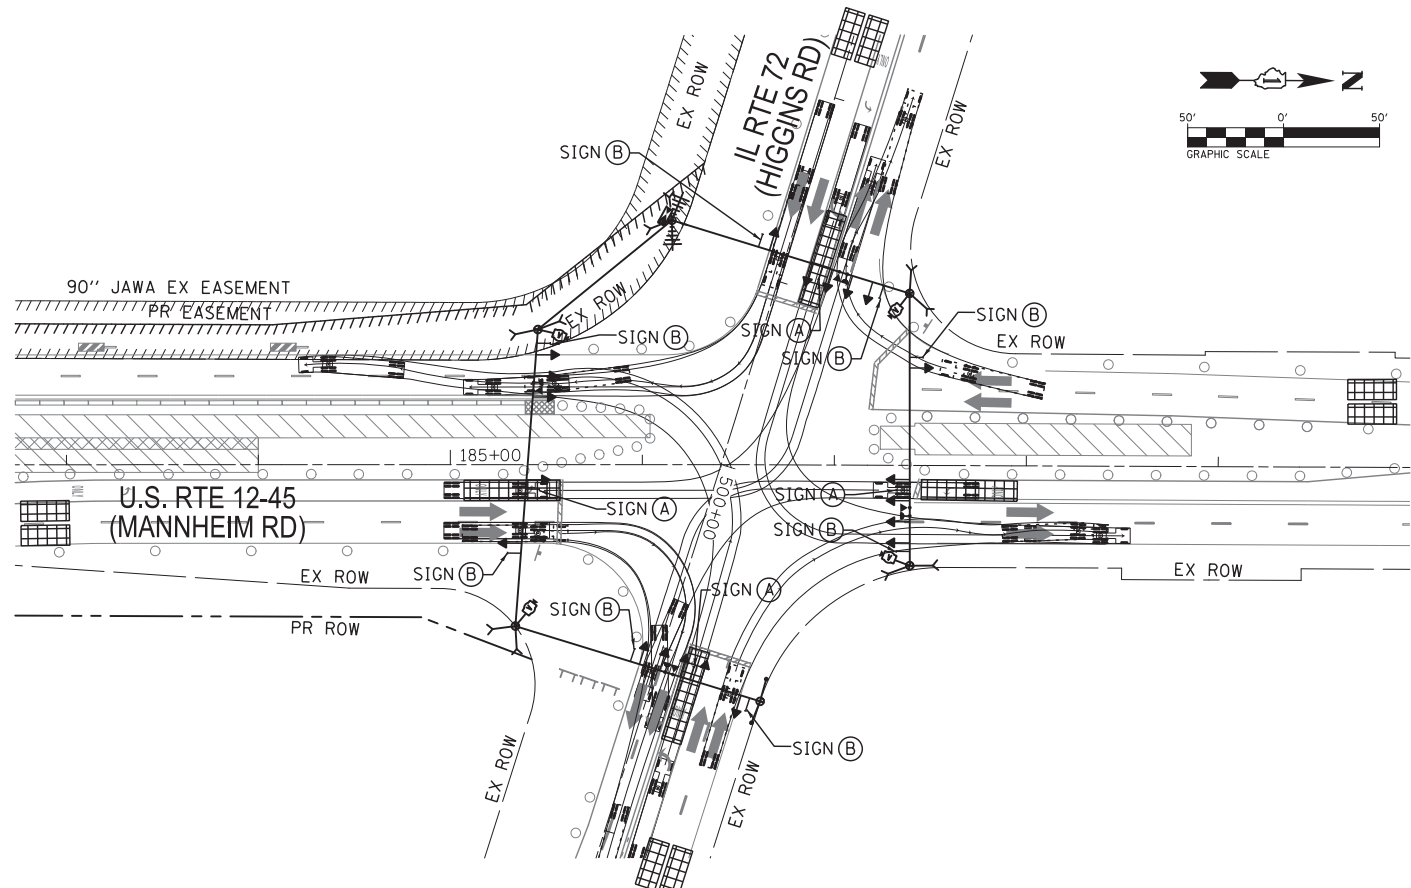 IL RTE 72
(HIGGINS RD)
EX ROW
EX ROW
N
50'
0'
50'
GRAPHIC SCALE
SIGN B
90" JAWA EX EASEMENT
PR EASEMENT
EX ROW
SIGN B
SIGN A
SIGN B
SIGN B
EX ROW
185+00
U.S. RTE 12-45
(MANNHEIM RD)
SIGN A
SIGN A
SIGN B
500+00
EX ROW
SIGN B
EX ROW
PR ROW
SIGN B
SIGN A
SIGN B
EX ROW
EX ROW